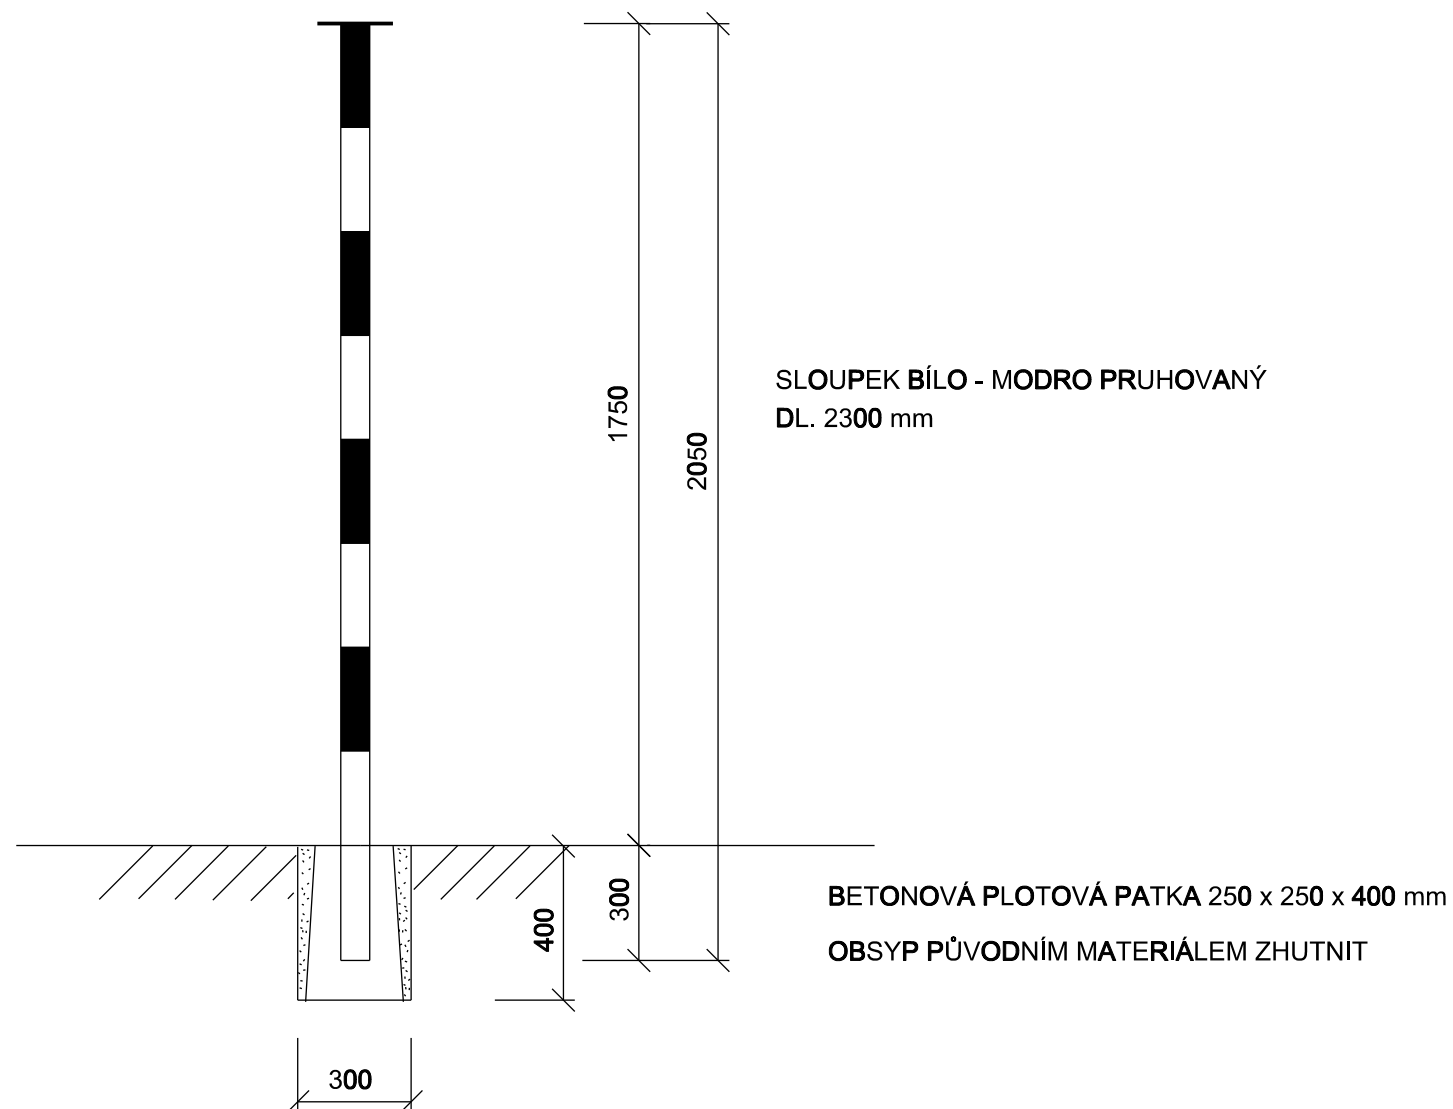 SLOUPEK BÍLO - MODRO PRUHOVANÝ
DL. 2300 mm
1750
2050
BETONOVÁ PLOTOVÁ PATKA 250 x 250 x 400 mm
OBSYP PŮVODNÍM MATERIÁLEM ZHUTNIT
300
400
300